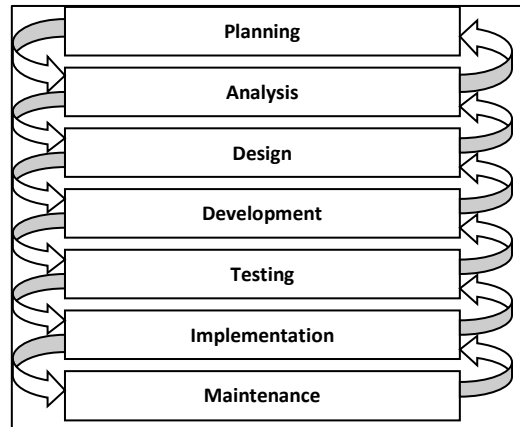 Planning
Analysis
Design
Development
Testing
Implementation
Maintenance